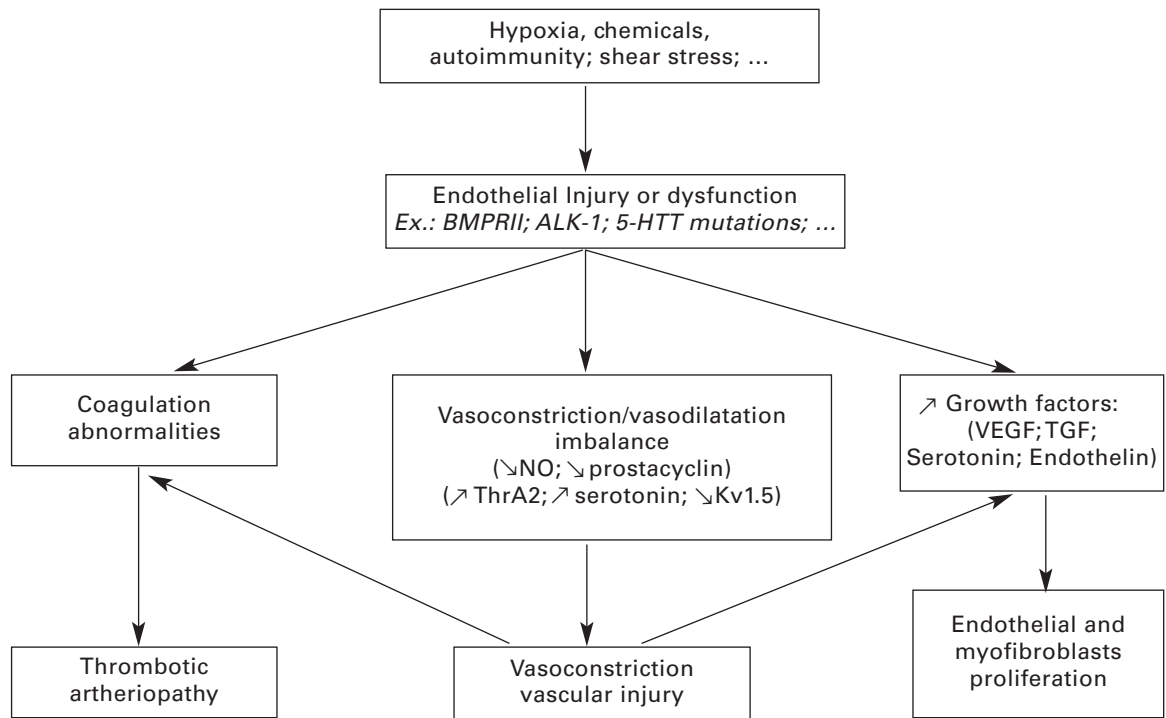 Hypoxia, chemicals,
autoimmunity; shear stress; ...
Endothelial Injury or dysfunction
Ex.: BMPRII; ALK-1; 5-HTT mutations; ...
Coagulation
abnormalities
Vasoconstriction/vasodilatation
imbalance
(↘NO; ↘prostacyclin)
(↗ ThrA2; ↗ serotonin; ↘Kv1.5)
↗ Growth factors:
(VEGF; TGF;
Serotonin; Endothelin)
Thrombotic
artheriopathy
Vasoconstriction
vascular injury
Endothelial and
myofibroblasts
proliferation